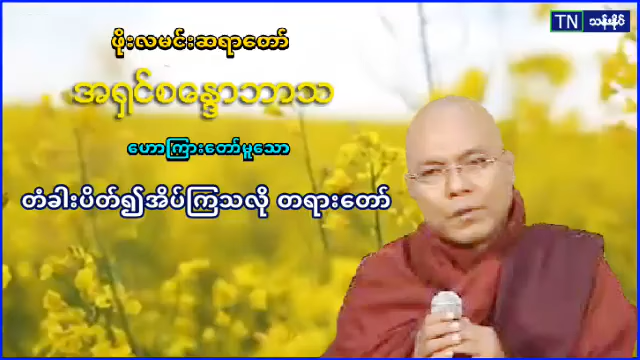 ဖိုးလမင်းဆရာတော်
အရှင်စန္ဒောဘာသ
ဟောကြားတော်မူသော
တံခါးပိတ်၍အိပ်ကြသလို တရားတော်
TN သန်းနိုင်